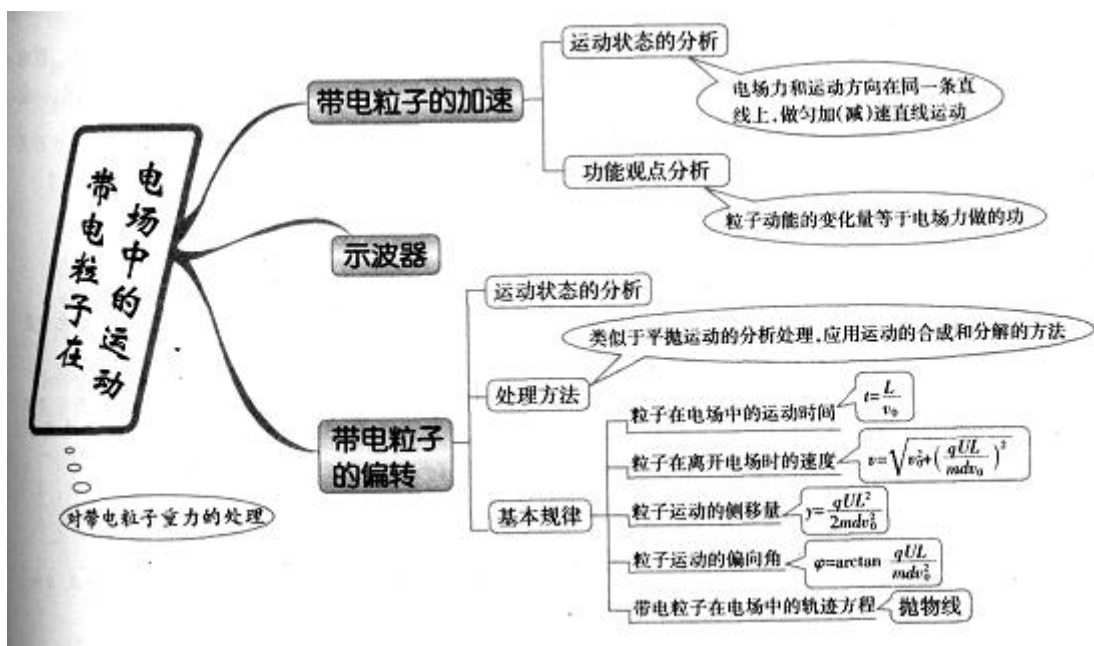 带电粒子在
电场中的运动
对带电粒子重力的处理
带电粒子的加速
运动状态的分析
电场力和运动方向在同一条直
线上,做匀加(减)速直线运动
功能观点分析
粒子动能的变化量等于电场力做的功
示波器
带电粒子
的偏转
运动状态的分析
处理方法
类似于平抛运动的分析处理,应用运动的合成和分解的方法
基本规律
粒子在电场中的运动时间
t=L/v₀
粒子在离开电场时的速度
v=√(v₀²+(qUL/mdv₀)²)
粒子运动的侧移量
y=qUL²/2mdv₀²
粒子运动的偏向角
φ=arctan qUL/mdv₀²
带电粒子在电场中的轨迹方程
抛物线